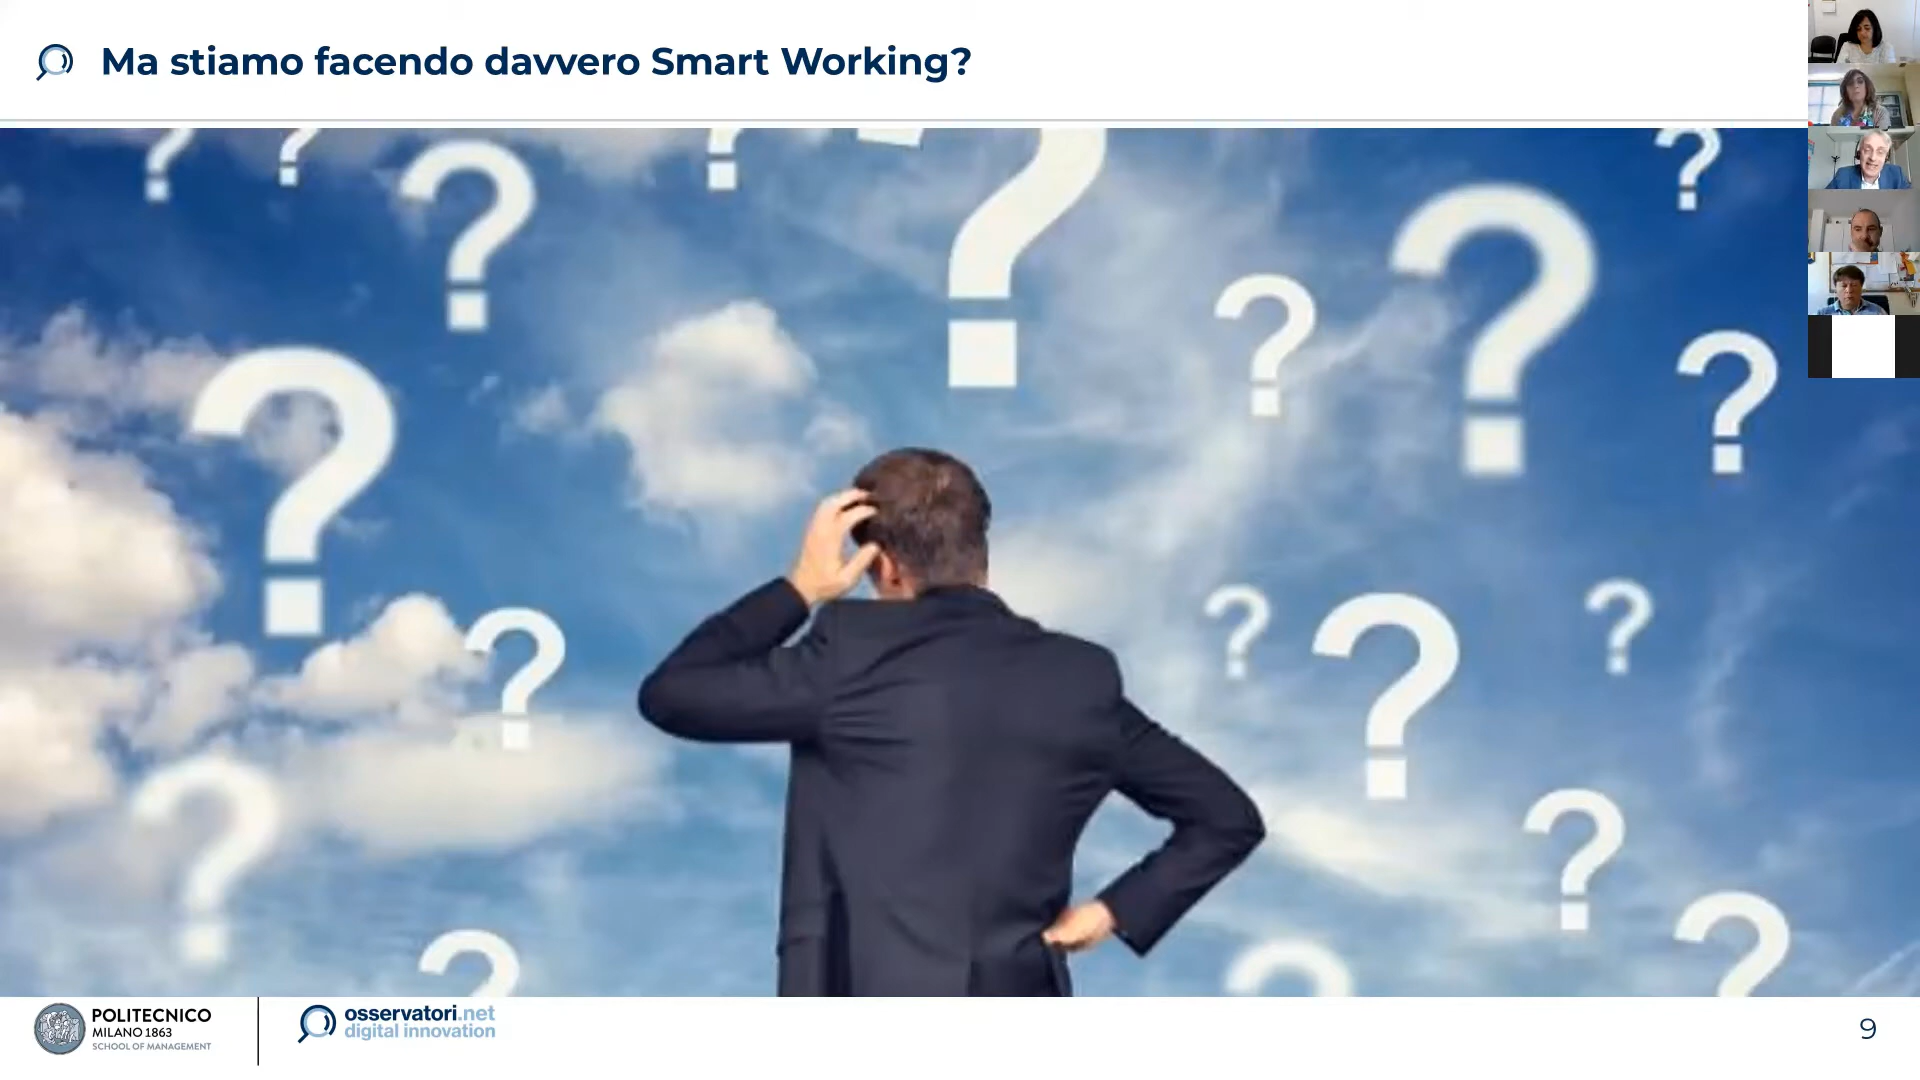 Ma stiamo facendo davvero Smart Working?
POLITECNICO
MILANO 1863
SCHOOL OF MANAGEMENT
osservatori.net
digital innovation
9